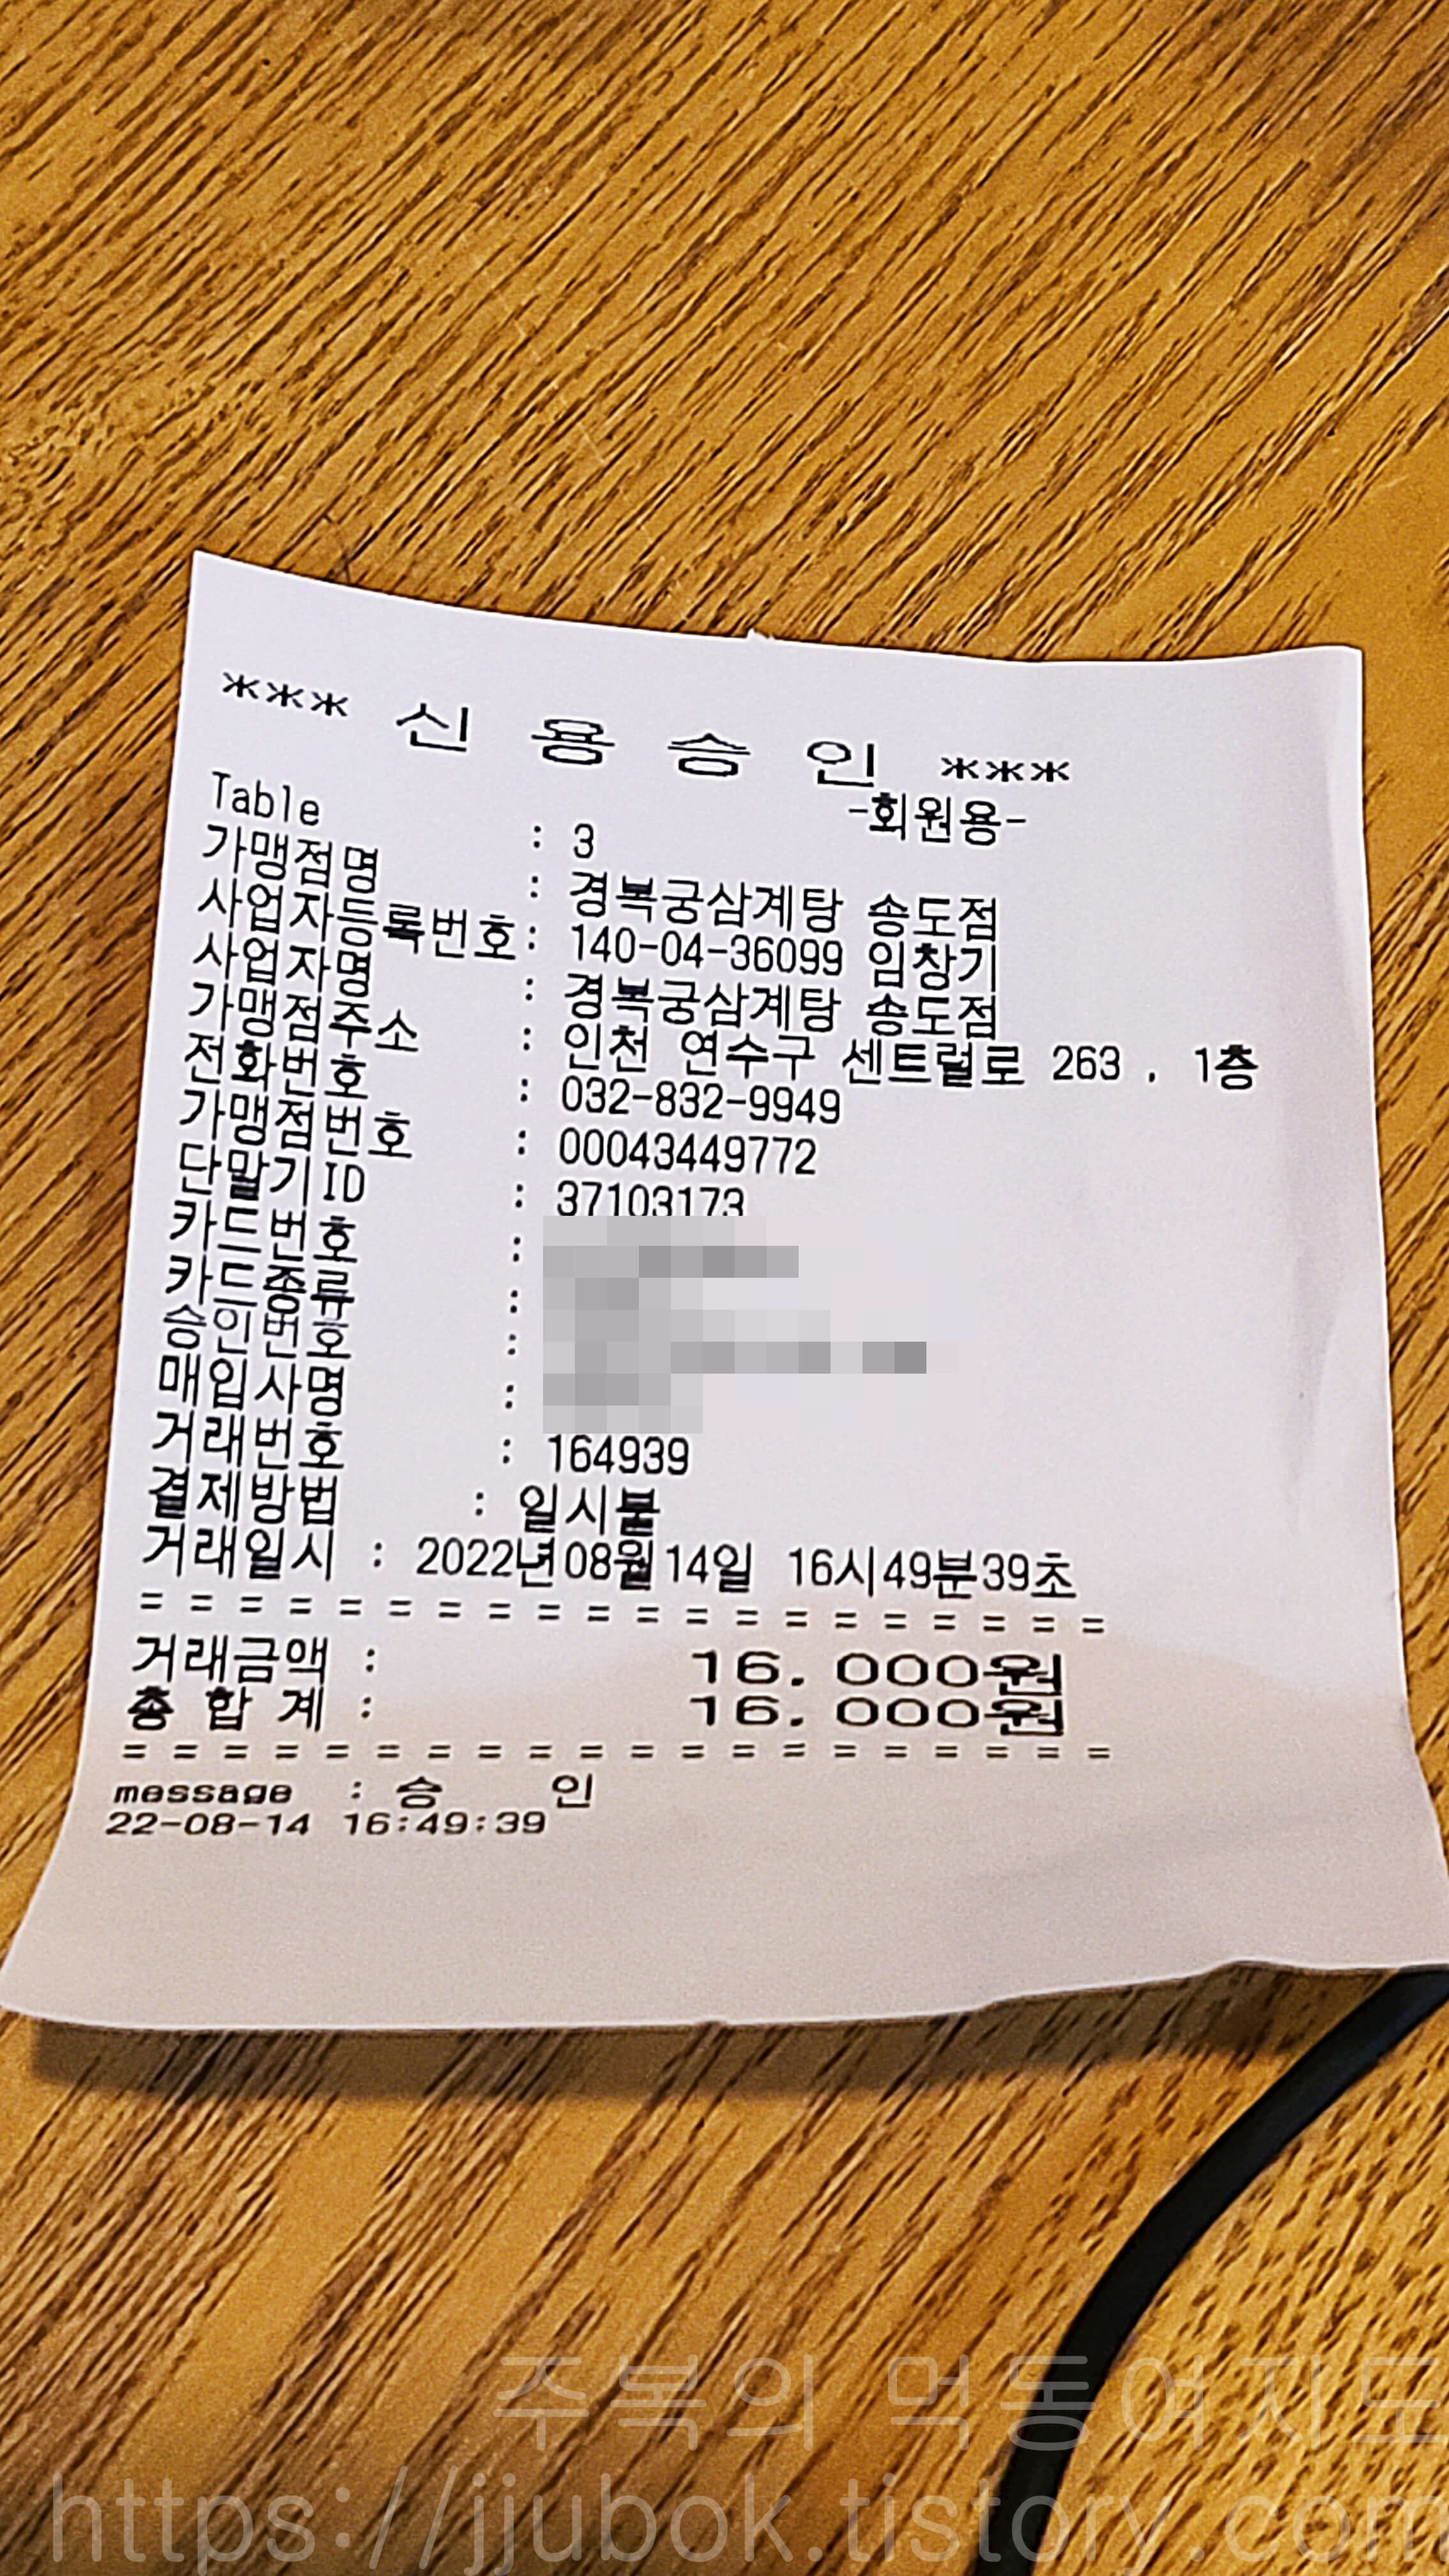 *** 신 용 승 인 ***
-회원용-
Table : 3
가맹점명 : 경복궁삼계탕 송도점
사업자등록번호: 140-04-36099 임창기
사업자명 : 경복궁삼계탕 송도점
가맹점주소 : 인천 연수구 센트럴로 263 , 1층
전화번호 : 032-832-9949
가맹점번호 : 00043449772
단말기ID : 37103173
카드번호 :
카드종류 :
승인번호 :
매입사명 :
거래번호 : 164939
결제방법 : 일시불
거래일시 : 2022년08월14일 16시49분39초
= = = = = = = = = = = = = = = = = = = =
거래금액 : 16,000원
총 합 계 : 16,000원
= = = = = = = = = = = = = = = = = = = =
message : 승 인
22-08-14 16:49:39
주복의 먹동여지도
https://jjubok.tistory.com